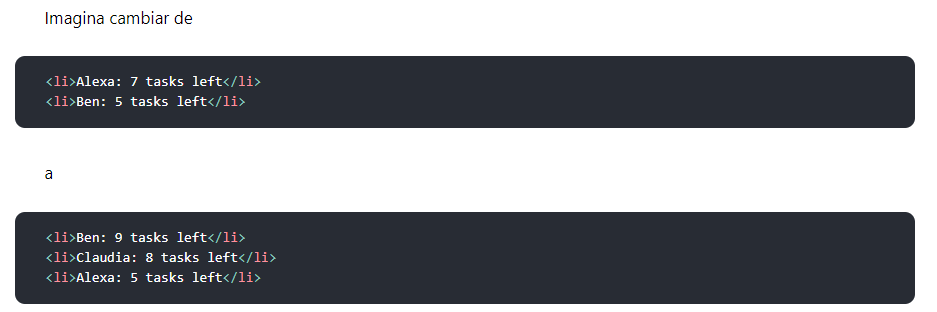 Imagina cambiar de
<li>Alexa: 7 tasks left</li>
<li>Ben: 5 tasks left</li>
a
<li>Ben: 9 tasks left</li>
<li>Claudia: 8 tasks left</li>
<li>Alexa: 5 tasks left</li>